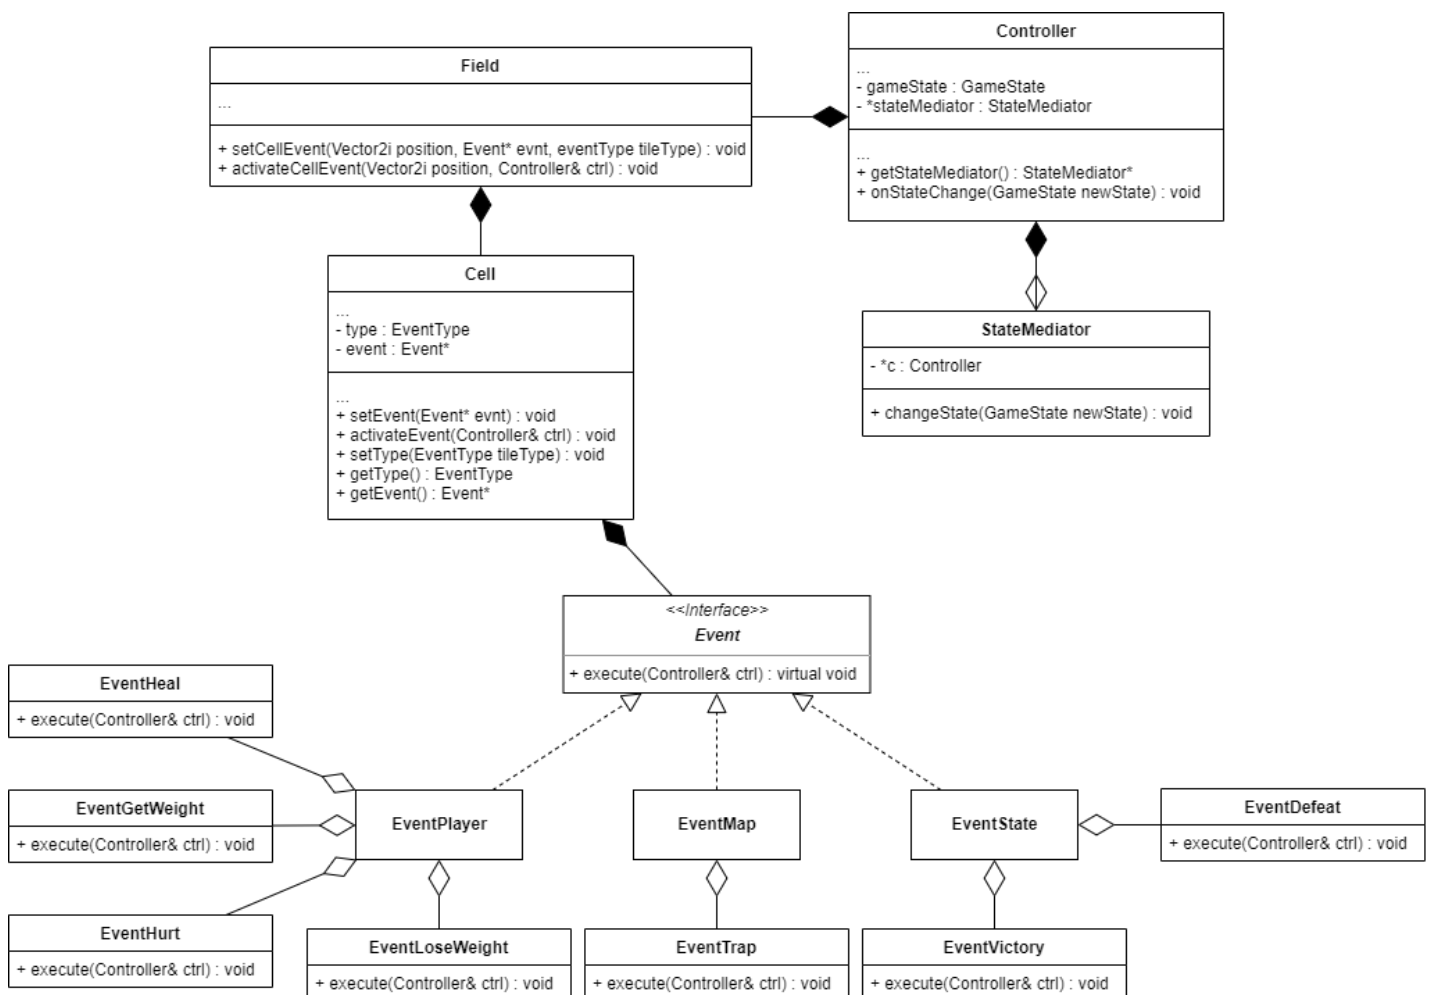 Controller
...
- gameState : GameState
- *stateMediator : StateMediator
...
+ getStateMediator() : StateMediator*
+ onStateChange(GameState newState) : void
Field
...
+ setCellEvent(Vector2i position, Event* evnt, eventType tileType) : void
+ activateCellEvent(Vector2i position, Controller& ctrl) : void
Cell
...
- type : EventType
- event : Event*
...
+ setEvent(Event* evnt) : void
+ activateEvent(Controller& ctrl) : void
+ setType(EventType tileType) : void
+ getType() : EventType
+ getEvent() : Event*
StateMediator
- *c : Controller
+ changeState(GameState newState) : void
<<Interface>>
Event
+ execute(Controller& ctrl) : virtual void
EventHeal
+ execute(Controller& ctrl) : void
EventGetWeight
+ execute(Controller& ctrl) : void
EventPlayer
EventMap
EventState
EventDefeat
+ execute(Controller& ctrl) : void
EventHurt
+ execute(Controller& ctrl) : void
EventLoseWeight
+ execute(Controller& ctrl) : void
EventTrap
+ execute(Controller& ctrl) : void
EventVictory
+ execute(Controller& ctrl) : void